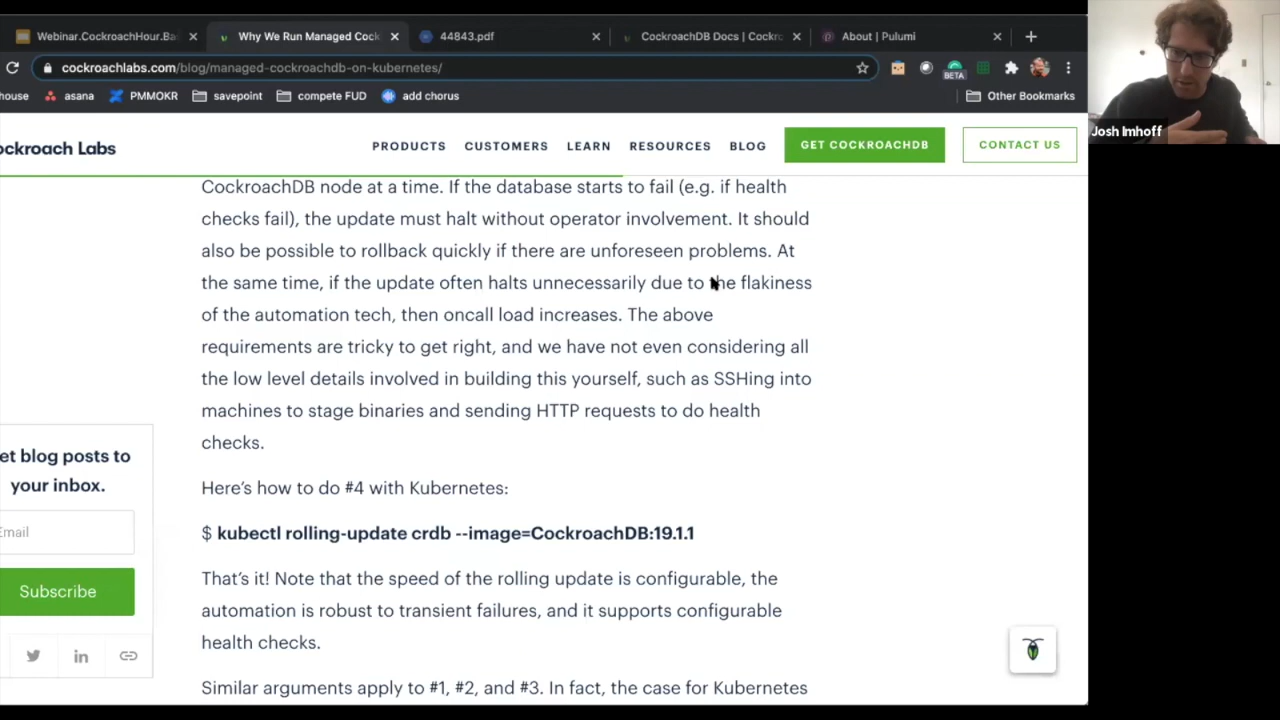 Webinar.CockroachHour.Ba
Why We Run Managed Cock
44843.pdf
CockroachDB Docs | Cockr
About | Pulumi
cockroachlabs.com/blog/managed-cockroachdb-on-kubernetes/
BETA
house
asana
PMMOKR
savepoint
compete FUD
add chorus
Other Bookmarks
Josh Imhoff
ockroach Labs
PRODUCTS
CUSTOMERS
LEARN
RESOURCES
BLOG
GET COCKROACHDB
CONTACT US
CockroachDB node at a time. If the database starts to fail (e.g. if health
checks fail), the update must halt without operator involvement. It should
also be possible to rollback quickly if there are unforeseen problems. At
the same time, if the update often halts unnecessarily due to the flakiness
of the automation tech, then oncall load increases. The above
requirements are tricky to get right, and we have not even considering all
the low level details involved in building this yourself, such as SSHing into
machines to stage binaries and sending HTTP requests to do health
checks.
Here's how to do #4 with Kubernetes:
$ kubectl rolling-update crdb --image=CockroachDB:19.1.1
That's it! Note that the speed of the rolling update is configurable, the
automation is robust to transient failures, and it supports configurable
health checks.
Similar arguments apply to #1, #2, and #3. In fact, the case for Kubernetes
et blog posts to
your inbox.
Email
Subscribe